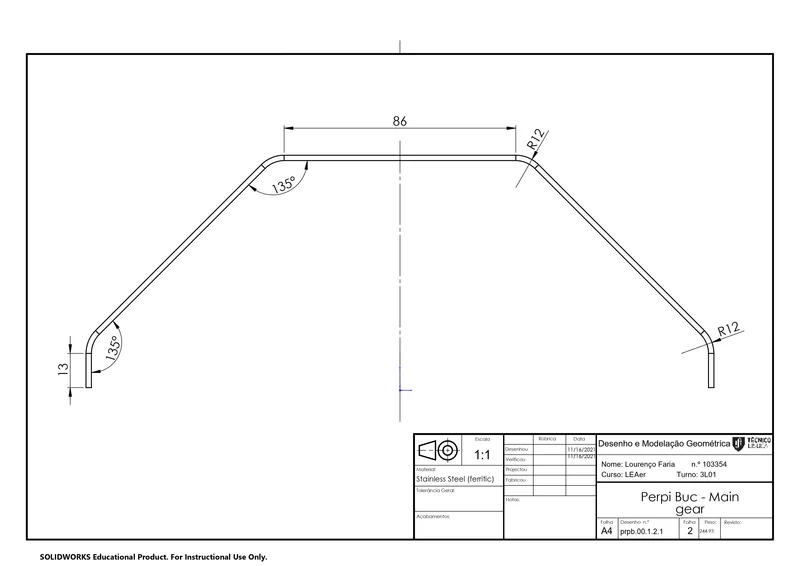 86
R12
135°
135°
R12
13
Escala
1:1
Rúbrica
Data
Desenhou
11/16/2021
Verificou
11/16/2021
Projectou
Fabricou
Notas:
Material:
Stainless Steel (ferritic)
Tolerância Geral:
Acabamentos:
Desenho e Modelação Geométrica
TÉCNICO
LISBOA
Nome: Lourenço Faria n.º 103354
Curso: LEAer Turno: 3L01
Perpi Buc - Main
gear
Folha Desenho n.º Folha Peso: Revisão:
A4 prpb.00.1.2.1 2 244.93
SOLIDWORKS Educational Product. For Instructional Use Only.